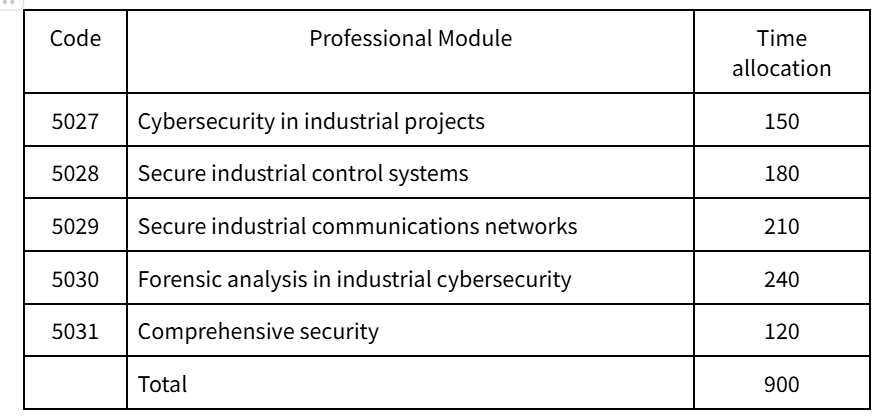 Code Professional Module Time
allocation
5027 Cybersecurity in industrial projects 150
5028 Secure industrial control systems 180
5029 Secure industrial communications networks 210
5030 Forensic analysis in industrial cybersecurity 240
5031 Comprehensive security 120
Total 900